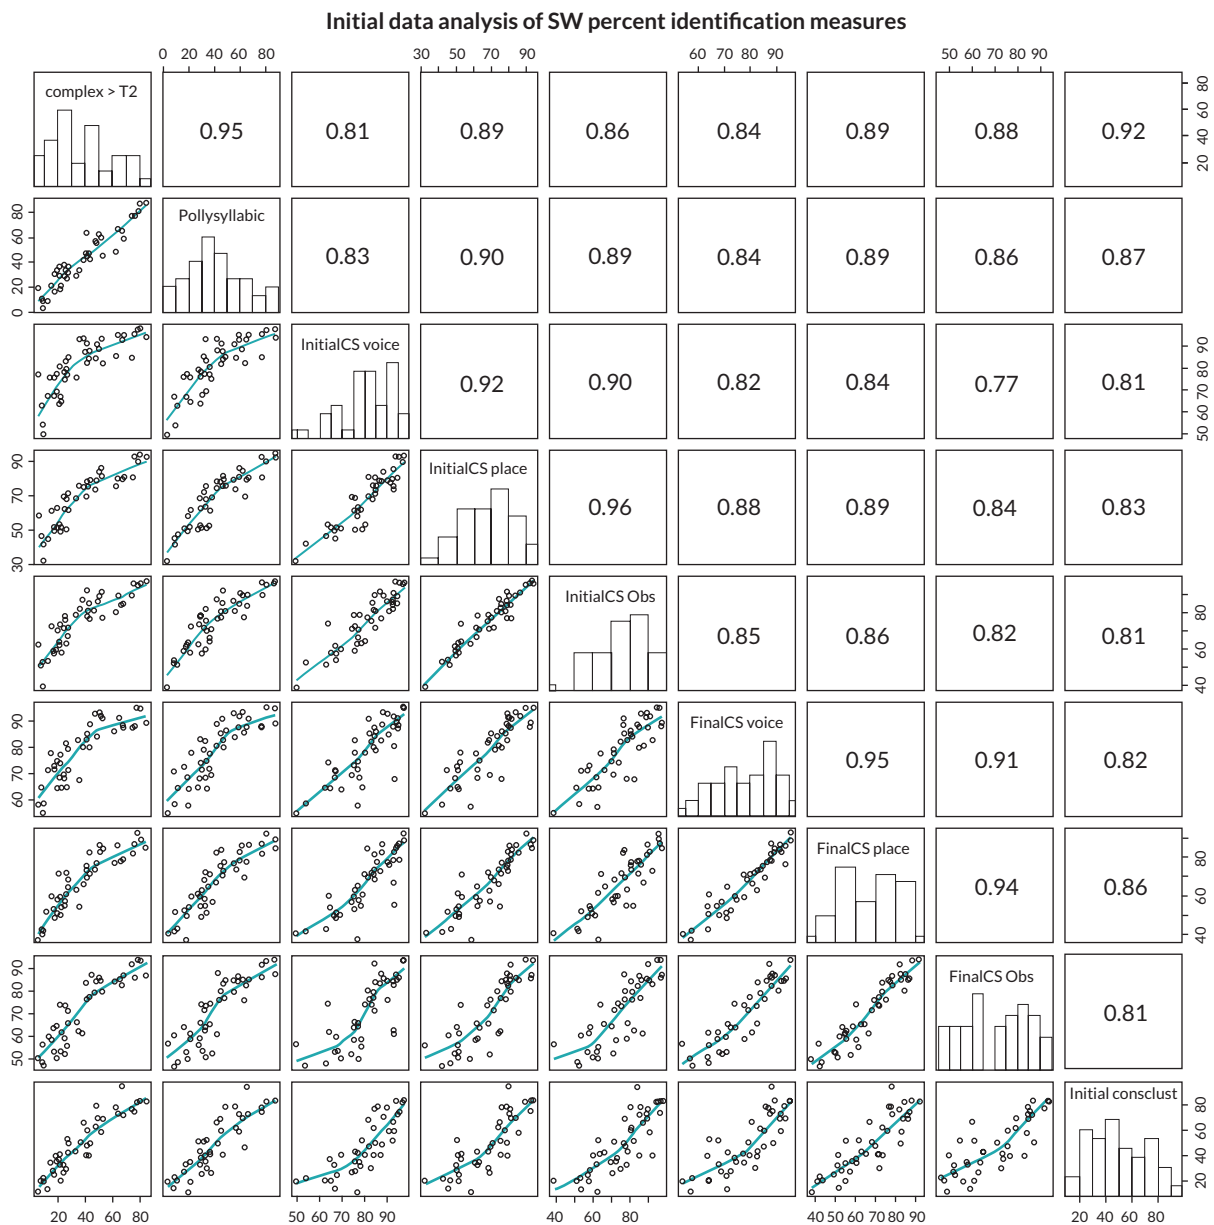 Initial data analysis of SW percent identification measures
0 20 40 60 80 30 50 70 90 50 60 70 80 90 50 60 70 80 90
complex > T2 0.95 0.81 0.89 0.86 0.84 0.89 0.88 0.92 20 40 60 80
0 20 40 60 80 Pollysyllabic 0.83 0.90 0.89 0.84 0.89 0.86 0.87
InitialCS voice 0.92 0.90 0.82 0.84 0.77 0.81 50 60 70 80 90
30 50 70 90 InitialCS place 0.96 0.88 0.89 0.84 0.83
InitialCS Obs 0.85 0.86 0.82 0.81 40 60 80
60 70 80 90 FinalCS voice 0.95 0.91 0.82
FinalCS place 0.94 0.86 40 60 80
50 60 70 80 90 FinalCS Obs 0.81
Initial consclust 20 40 60 80
20 40 60 80 50 60 70 80 90 40 60 80 40 50 60 70 80 90 20 40 60 80